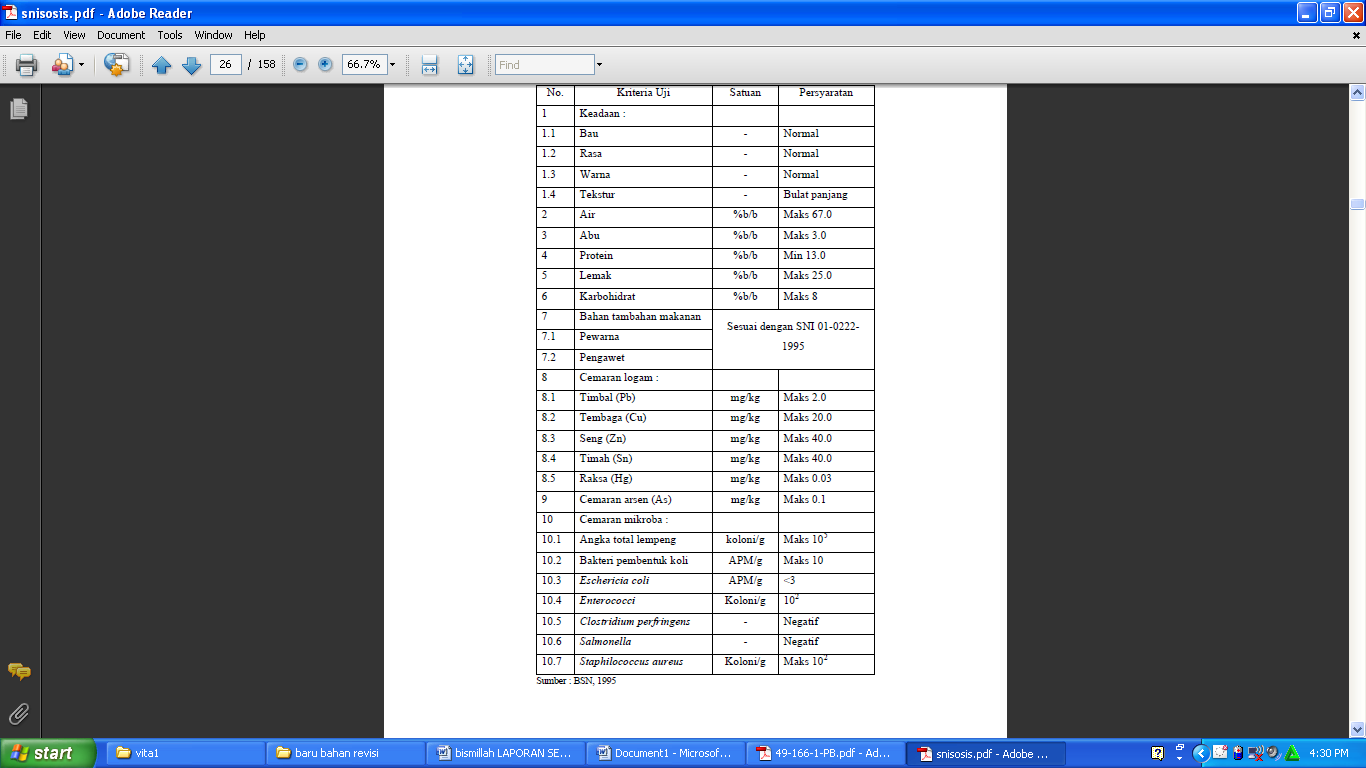 snisosis.pdf - Adobe Reader
File Edit View Document Tools Window Help
26 / 158 66.7% Find
No. Kriteria Uji Satuan Persyaratan
1 Keadaan :
1.1 Bau - Normal
1.2 Rasa - Normal
1.3 Warna - Normal
1.4 Tekstur - Bulat panjang
2 Air %b/b Maks 67.0
3 Abu %b/b Maks 3.0
4 Protein %b/b Min 13.0
5 Lemak %b/b Maks 25.0
6 Karbohidrat %b/b Maks 8
7 Bahan tambahan makanan
Sesuai dengan SNI 01-0222-
7.1 Pewarna
1995
7.2 Pengawet
8 Cemaran logam :
8.1 Timbal (Pb) mg/kg Maks 2.0
8.2 Tembaga (Cu) mg/kg Maks 20.0
8.3 Seng (Zn) mg/kg Maks 40.0
8.4 Timah (Sn) mg/kg Maks 40.0
8.5 Raksa (Hg) mg/kg Maks 0.03
9 Cemaran arsen (As) mg/kg Maks 0.1
10 Cemaran mikroba :
10.1 Angka total lempeng koloni/g Maks
10.2 Bakteri pembentuk koli APM/g Maks 10
10.3 Eschericia coli APM/g <3
10.4 Enterococci Koloni/g 10²
10.5 Clostridium perfringens - Negatif
10.6 Salmonella - Negatif
10.7 Staphilococcus aureus Koloni/g Maks 10²
Sumber : BSN, 1995
start vita1 baru bahan revisi bismillah LAPORAN SE... Document1 - Microsof... 49-166-1-PB.pdf - Ad... snisosis.pdf - Adobe ... 4:30 PM